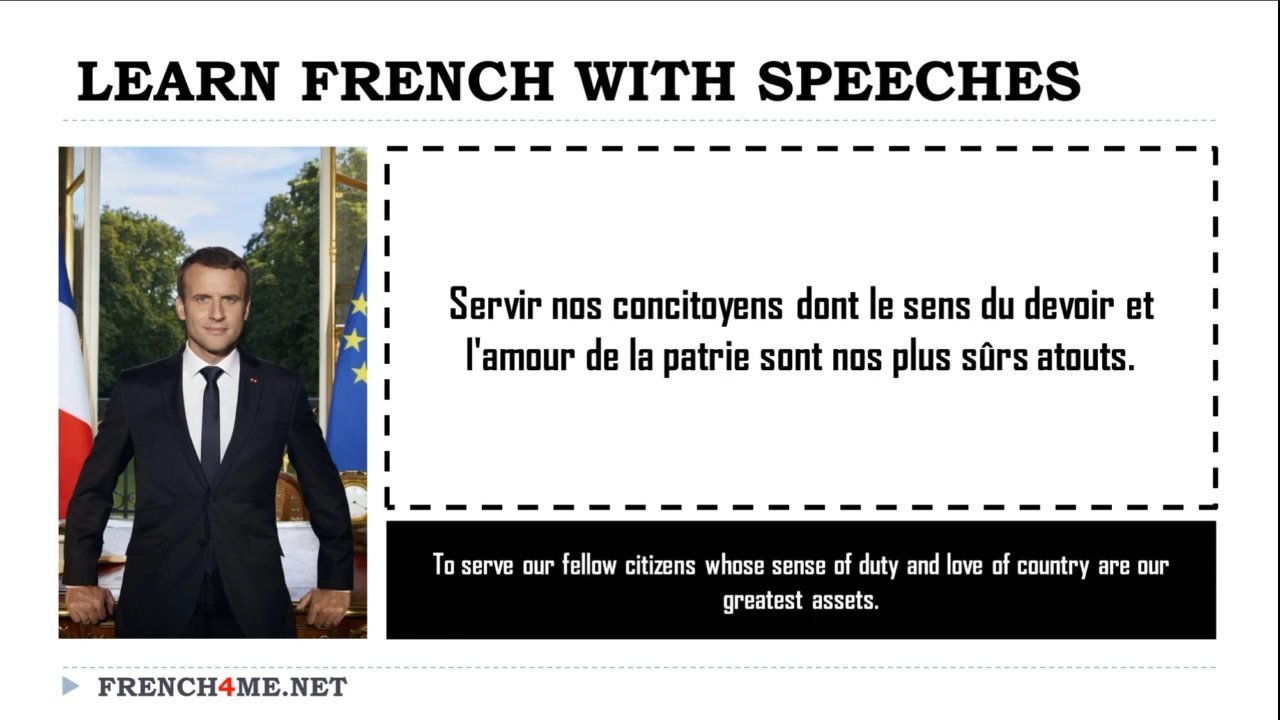 LEARN FRENCH WITH SPEECHES
Servir nos concitoyens dont le sens du devoir et
l'amour de la patrie sont nos plus sûrs atouts.
To serve our fellow citizens whose sense of duty and love of country are our
greatest assets.
FRENCH4ME.NET